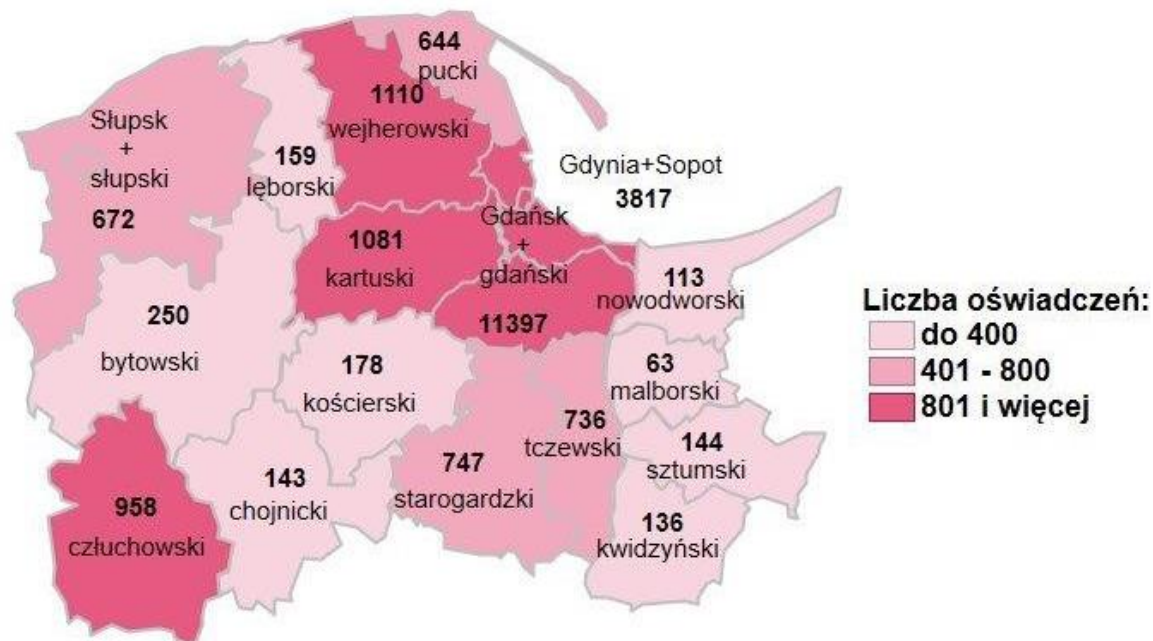 644
pucki
1110
wejherowski
Słupsk
+
słupski
672
159
lęborski
Gdynia+Sopot
3817
1081
kartuski
Gdańsk
+
gdański
11397
113
nowodworski
250
bytowski
178
kościerski
63
malborski
736
tczewski
144
sztumski
747
starogardzki
143
chojnicki
958
człuchowski
136
kwidzyński
Liczba oświadczeń:
do 400
401 - 800
801 i więcej